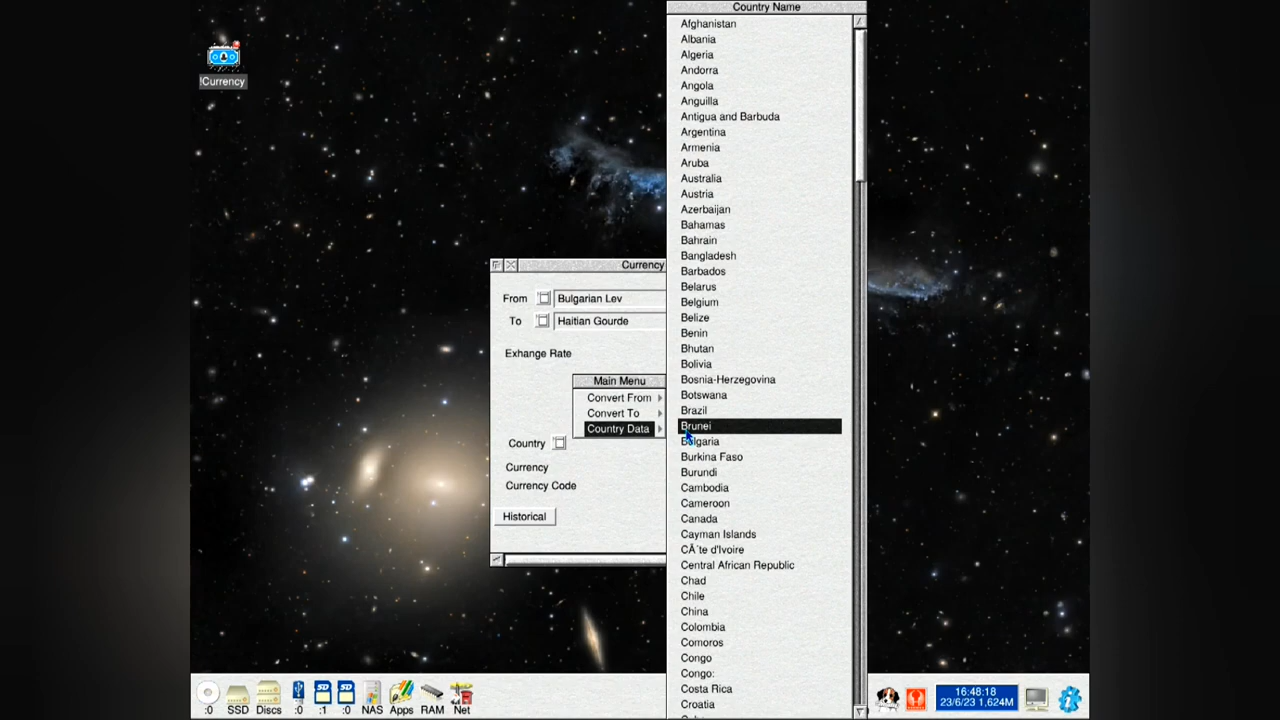 Country Name
Afghanistan
Albania
Algeria
Andorra
Angola
Anguilla
Antigua and Barbuda
Argentina
Armenia
Aruba
Australia
Austria
Azerbaijan
Bahamas
Bahrain
Bangladesh
Barbados
Belarus
Belgium
Belize
Benin
Bhutan
Bolivia
Bosnia-Herzegovina
Botswana
Brazil
Brunei
Bulgaria
Burkina Faso
Burundi
Cambodia
Cameroon
Canada
Cayman Islands
CÃ´te d'Ivoire
Central African Republic
Chad
Chile
China
Colombia
Comoros
Congo
Congo:
Costa Rica
Croatia
!Currency
Currency
From Bulgarian Lev
To Haitian Gourde
Exhange Rate
Main Menu
Convert From
Convert To
Country Data
Country
Currency
Currency Code
Historical
:0 SSD Discs :0 :1 :0 NAS Apps RAM Net
SD SD
16:48:18
23/6/23 1,624M